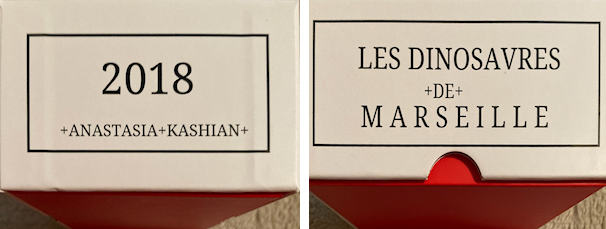 2018
+ANASTASIA+KASHIAN+
LES DINOSAVRES
+DE+
MARSEILLE